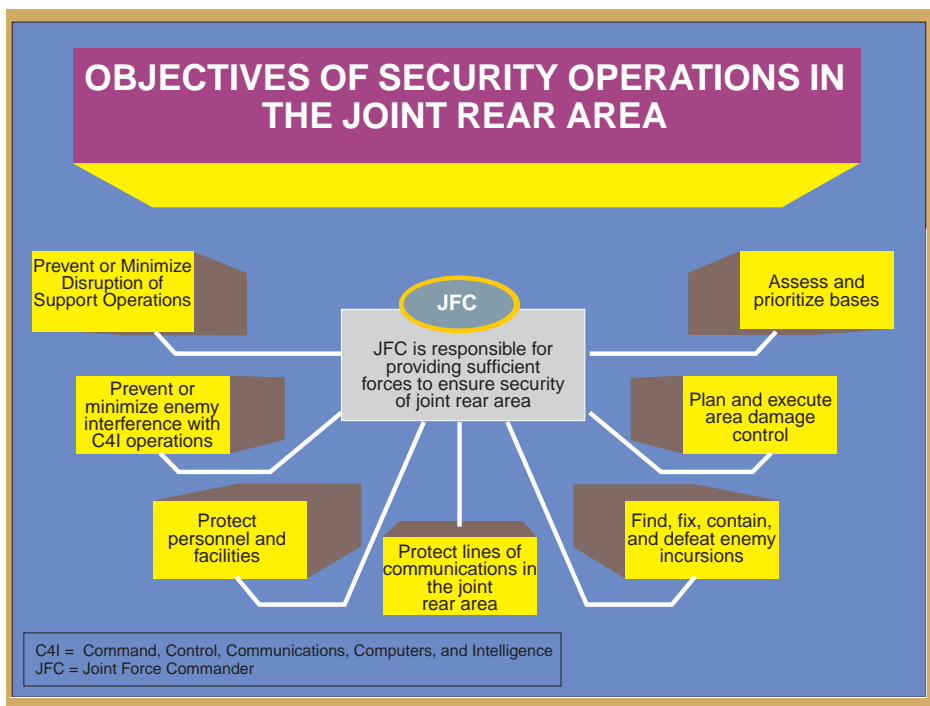 OBJECTIVES OF SECURITY OPERATIONS IN
THE JOINT REAR AREA
Prevent or Minimize
Disruption of
Support Operations
JFC
JFC is responsible for
providing sufficient
forces to ensure security
of joint rear area
Assess and
prioritize bases
Prevent or
minimize enemy
interference with
C4I operations
Plan and execute
area damage
control
Protect
personnel and
facilities
Protect lines of
communications in
the joint
rear area
Find, fix, contain,
and defeat enemy
incursions
C4I = Command, Control, Communications, Computers, and Intelligence
JFC = Joint Force Commander